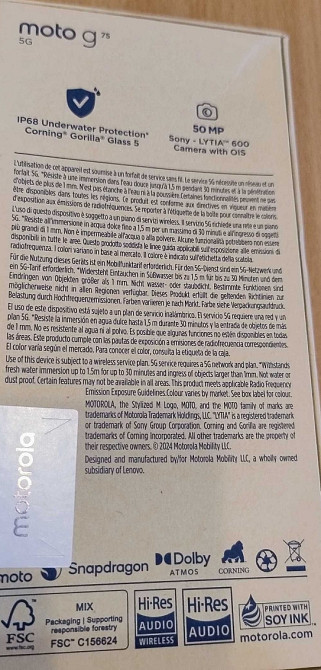 moto g 75
5G
IP68 Underwater Protection*
Corning® Gorilla® Glass 5
50 MP
Sony - LYTIA™ 600
Camera with OIS
L'utilisation de cet appareil est soumise à un forfait de service sans fil. Le service 5G nécessite un réseau et un
forfait 5G. *Résiste à une immersion dans l'eau douce jusqu'à 1,5 m pendant 30 minutes et à la pénétration
d'objets de plus de 1 mm. N'est pas étanche à l'eau ni à la poussière. Certaines fonctionnalités peuvent ne pas
être disponibles dans toutes les régions. Ce produit est conforme aux directives en vigueur en matière
d'exposition aux émissions de radiofréquences. Se reporter à l'étiquette de la boîte pour connaître le coloris.
L'uso di questo dispositivo è soggetto a un piano di servizi wireless. Il servizio 5G richiede una rete e un piano
5G. *Resiste all'immersione in acqua dolce fino a 1,5 m per un massimo di 30 minuti e all'ingresso di oggetti
più grandi di 1 mm. Non è impermeabile all'acqua o alla polvere. Alcune funzionalità potrebbero non essere
disponibili in tutte le aree. Questo prodotto soddisfa le linee guida applicabili sull'esposizione alle emissioni di
radiofrequenza. I colori variano in base al mercato. Il colore è indicato sull'etichetta della scatola.
Für die Nutzung dieses Geräts ist ein Mobilfunktarif erforderlich. Für den 5G-Dienst sind ein 5G-Netzwerk und
ein 5G-Tarif erforderlich. *Widersteht Eintauchen in Süßwasser bis zu 1,5 m für bis zu 30 Minuten und dem
Eindringen von Objekten größer als 1 mm. Nicht wasser- oder staubdicht. Bestimmte Funktionen sind
möglicherweise nicht in allen Regionen verfügbar. Dieses Produkt erfüllt die geltenden Richtlinien zur
Belastung durch Hochfrequenzemissionen. Farben variieren je nach Markt. Farbe siehe Verpackungsaufdruck.
El uso de este dispositivo está sujeto a un plan de servicio inalámbrico. El servicio 5G requiere una red y un
plan 5G. *Resiste la inmersión en agua dulce hasta 1,5 m durante 30 minutos y la entrada de objetos de más
de 1 mm. No es resistente al agua ni al polvo. Es posible que algunas funciones no estén disponibles en todas
las áreas. Este producto cumple con las pautas de exposición a emisiones de radiofrecuencia correspondientes.
El color varía según el mercado. Para conocer el color, consulta la etiqueta de la caja.
Use of this device is subject to a wireless service plan. 5G service requires a 5G network and plan. *Withstands
fresh water immersion up to 1.5m for up to 30 minutes and ingress of objects larger than 1mm. Not water or
dust proof. Certain features may not be available in all areas. This product meets applicable Radio Frequency
Emission Exposure Guidelines.Colour varies by market. See box label for colour.
MOTOROLA, the Stylized M Logo, MOTO, and the MOTO family of marks are
trademarks of Motorola Trademark Holdings, LLC. "LYTIA" is a registered trademark
or trademark of Sony Group Corporation. Corning and Gorilla are registered
trademarks of Corning Incorporated. All other trademarks are the property of
their respective owners. © 2024 Motorola Mobility LLC.
Designed and manufactured by/for Motorola Mobility LLC, a wholly owned
subsidiary of Lenovo.
motorola
moto
Snapdragon
Dolby
ATMOS
CORNING
FSC
www.fsc.org
MIX
Packaging | Supporting
responsible forestry
FSC™ C156624
Hi-Res
AUDIO
WIRELESS
Hi-Res
AUDIO
PRINTED WITH
SOY INK™
motorola.com